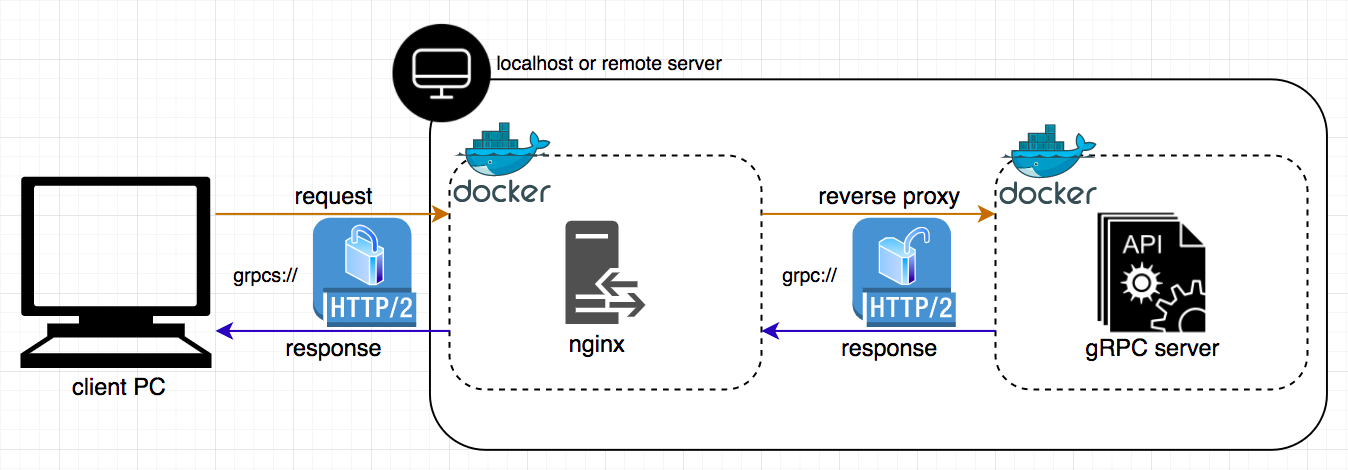 localhost or remote server
docker
docker
request
reverse proxy
grpcs://
HTTP/2
grpc://
HTTP/2
API
response
nginx
response
gRPC server
client PC